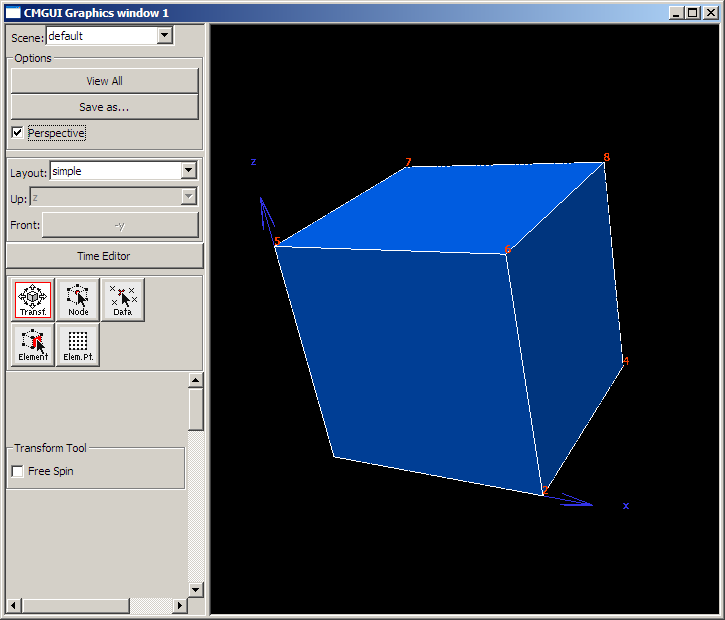 CMGUI Graphics window 1
Scene: default
Options
View All
Save as...
Perspective
Layout: simple
Up: z
Front: -y
Time Editor
Transf. Node Data
Element Elem.Pt.
Transform Tool
Free Spin
z
7 8
5 6
4
2
x